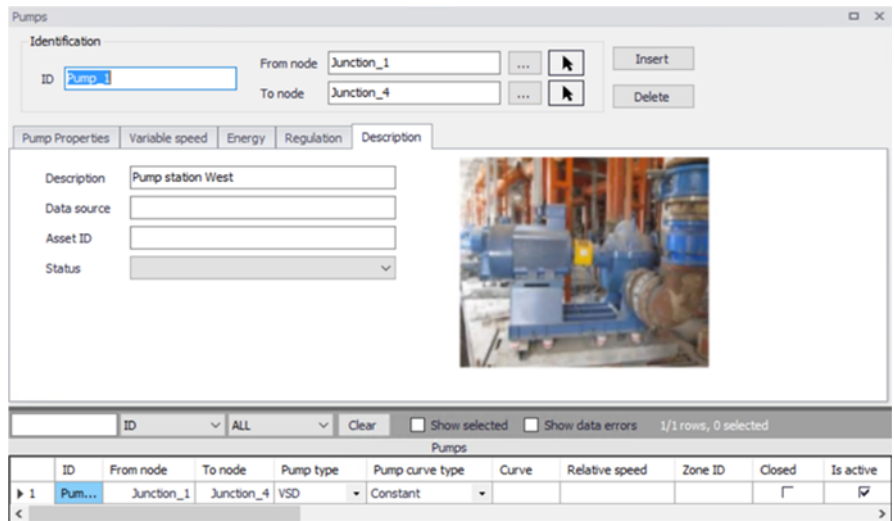 Pumps
Identification
ID Pump_1
From node Junction_1 ...
To node Junction_4 ...
Insert
Delete
Pump Properties Variable speed Energy Regulation Description
Description Pump station West
Data source
Asset ID
Status
ID ALL Clear Show selected Show data errors 1/1 rows, 0 selected
Pumps
ID From node To node Pump type Pump curve type Curve Relative speed Zone ID Closed Is active
1 Pum... Junction_1 Junction_4 VSD Constant